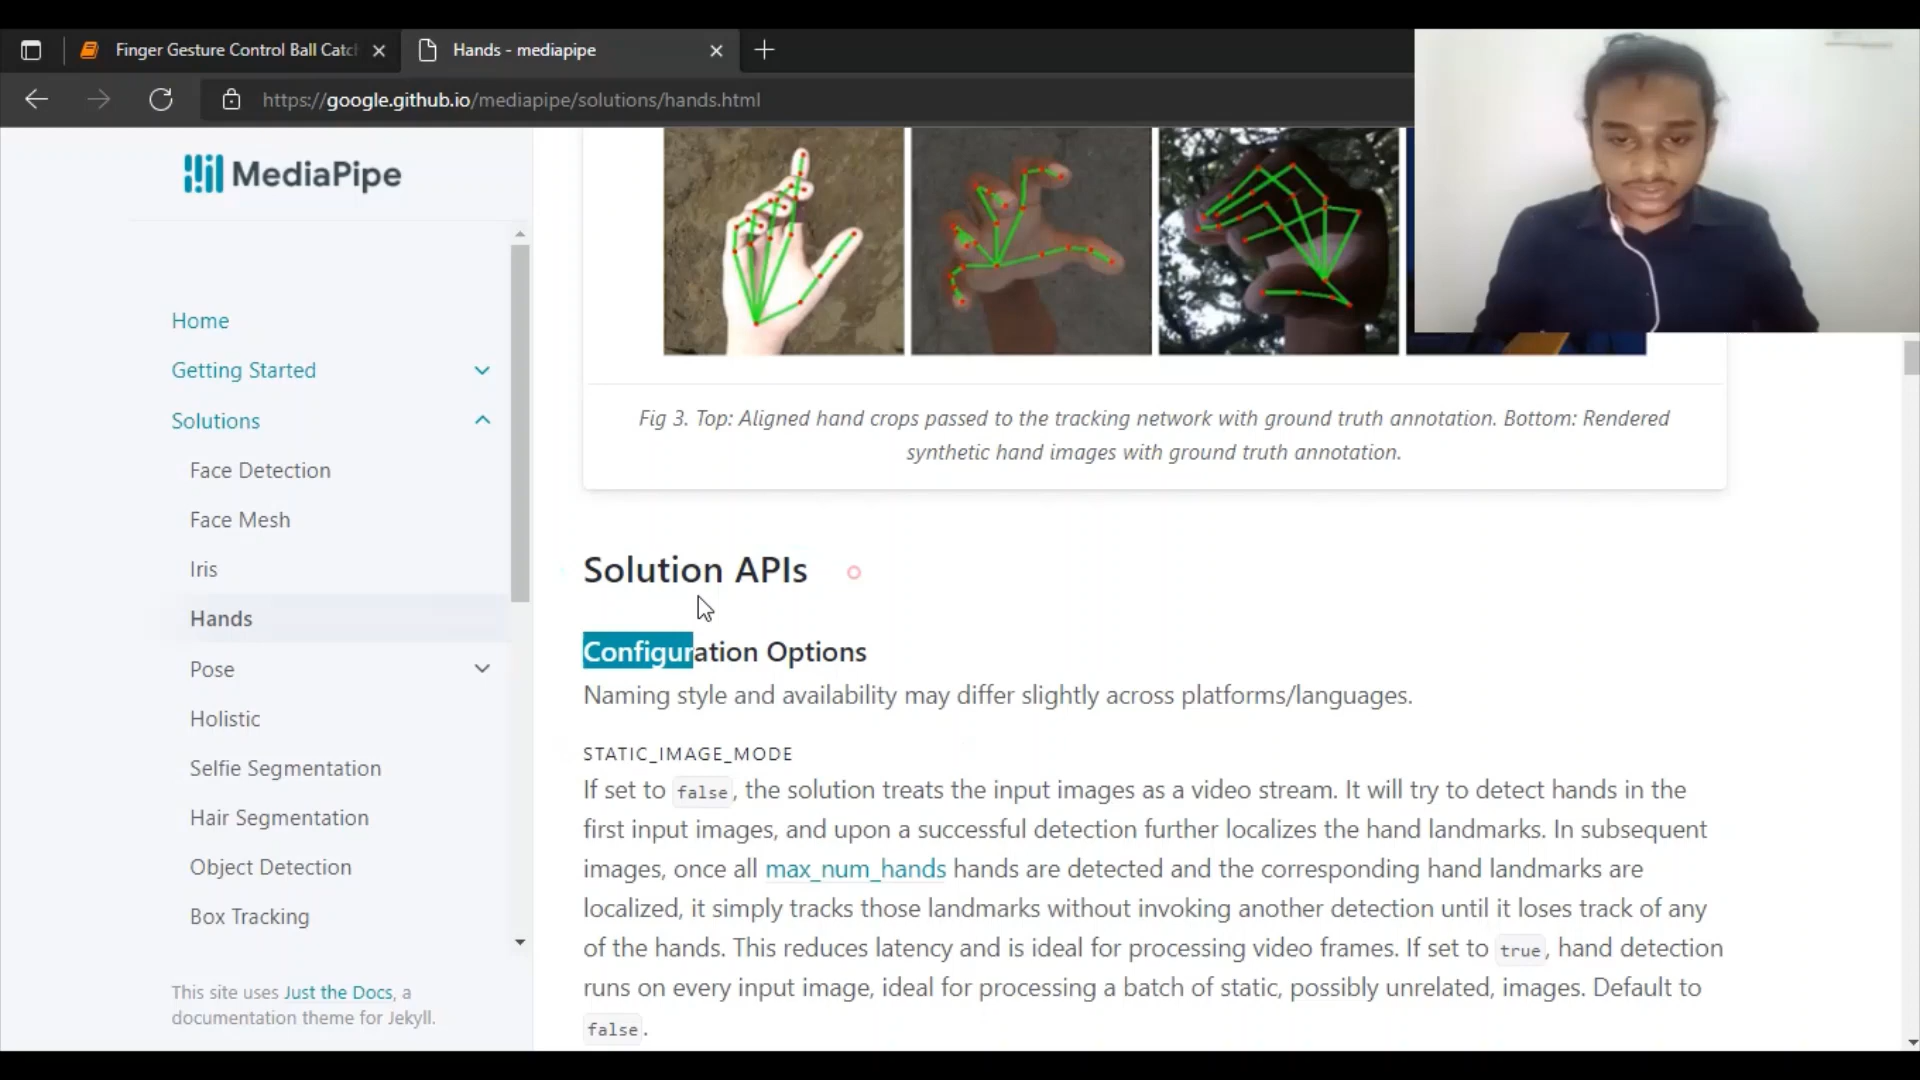 Finger Gesture Control Ball Catc
Hands - mediapipe
https://google.github.io/mediapipe/solutions/hands.html
MediaPipe
Home
Getting Started
Solutions
Face Detection
Face Mesh
Iris
Hands
Pose
Holistic
Selfie Segmentation
Hair Segmentation
Object Detection
Box Tracking
This site uses Just the Docs, a
documentation theme for Jekyll.
Fig 3. Top: Aligned hand crops passed to the tracking network with ground truth annotation. Bottom: Rendered
synthetic hand images with ground truth annotation.
Solution APIs
Configuration Options
Naming style and availability may differ slightly across platforms/languages.
STATIC_IMAGE_MODE
If set to false, the solution treats the input images as a video stream. It will try to detect hands in the
first input images, and upon a successful detection further localizes the hand landmarks. In subsequent
images, once all max_num_hands hands are detected and the corresponding hand landmarks are
localized, it simply tracks those landmarks without invoking another detection until it loses track of any
of the hands. This reduces latency and is ideal for processing video frames. If set to true, hand detection
runs on every input image, ideal for processing a batch of static, possibly unrelated, images. Default to
false.